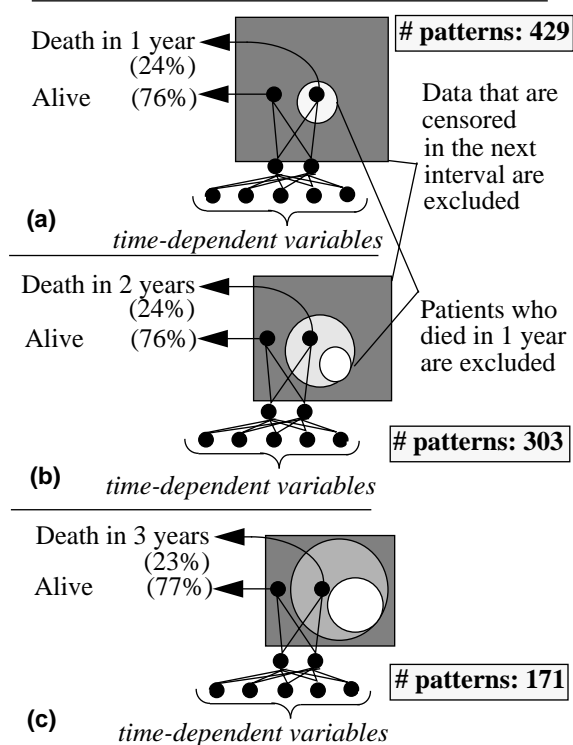 # patterns: 429
Death in 1 year
(24%)
Alive (76%)
Data that are
censored
in the next
interval are
excluded
(a)
time-dependent variables
Death in 2 years
(24%)
Alive (76%)
Patients who
died in 1 year
are excluded
# patterns: 303
(b)
time-dependent variables
Death in 3 years
(23%)
Alive (77%)
# patterns: 171
(c)
time-dependent variables